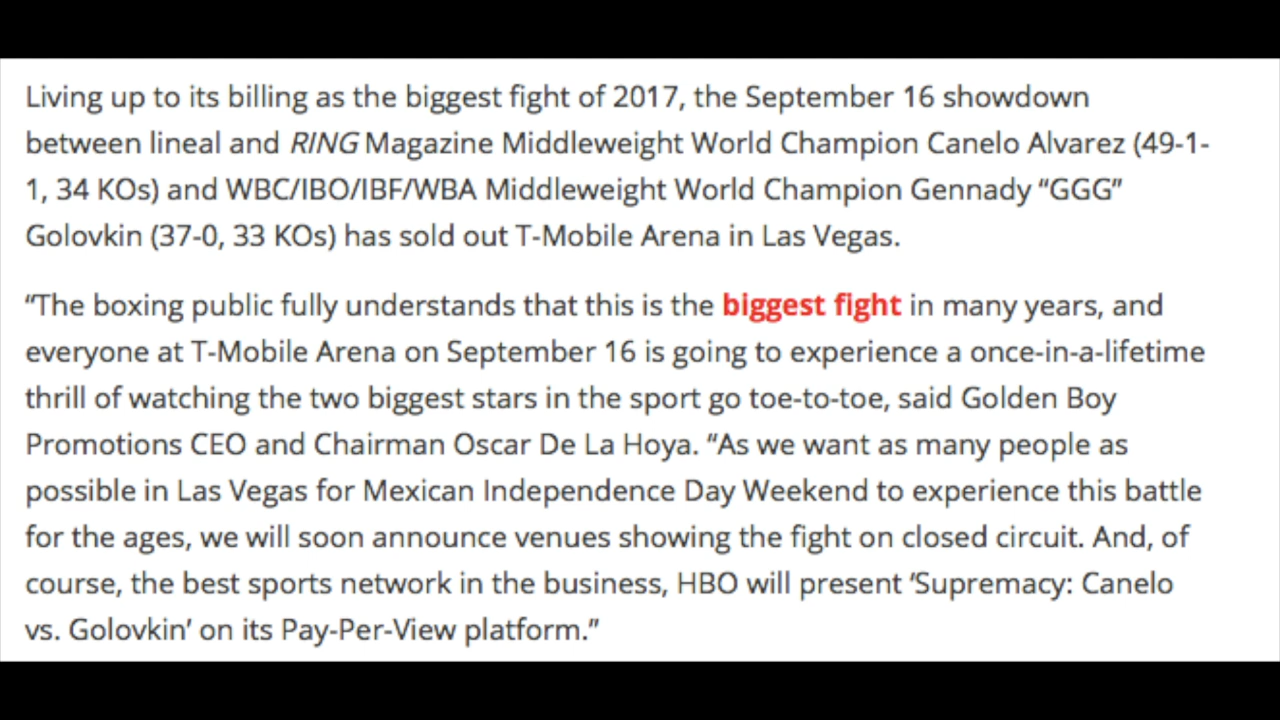 Living up to its billing as the biggest fight of 2017, the September 16 showdown
between lineal and RING Magazine Middleweight World Champion Canelo Alvarez (49-1-
1, 34 KOs) and WBC/IBO/IBF/WBA Middleweight World Champion Gennady “GGG”
Golovkin (37-0, 33 KOs) has sold out T-Mobile Arena in Las Vegas.
“The boxing public fully understands that this is the biggest fight in many years, and
everyone at T-Mobile Arena on September 16 is going to experience a once-in-a-lifetime
thrill of watching the two biggest stars in the sport go toe-to-toe, said Golden Boy
Promotions CEO and Chairman Oscar De La Hoya. “As we want as many people as
possible in Las Vegas for Mexican Independence Day Weekend to experience this battle
for the ages, we will soon announce venues showing the fight on closed circuit. And, of
course, the best sports network in the business, HBO will present ‘Supremacy: Canelo
vs. Golovkin’ on its Pay-Per-View platform.”